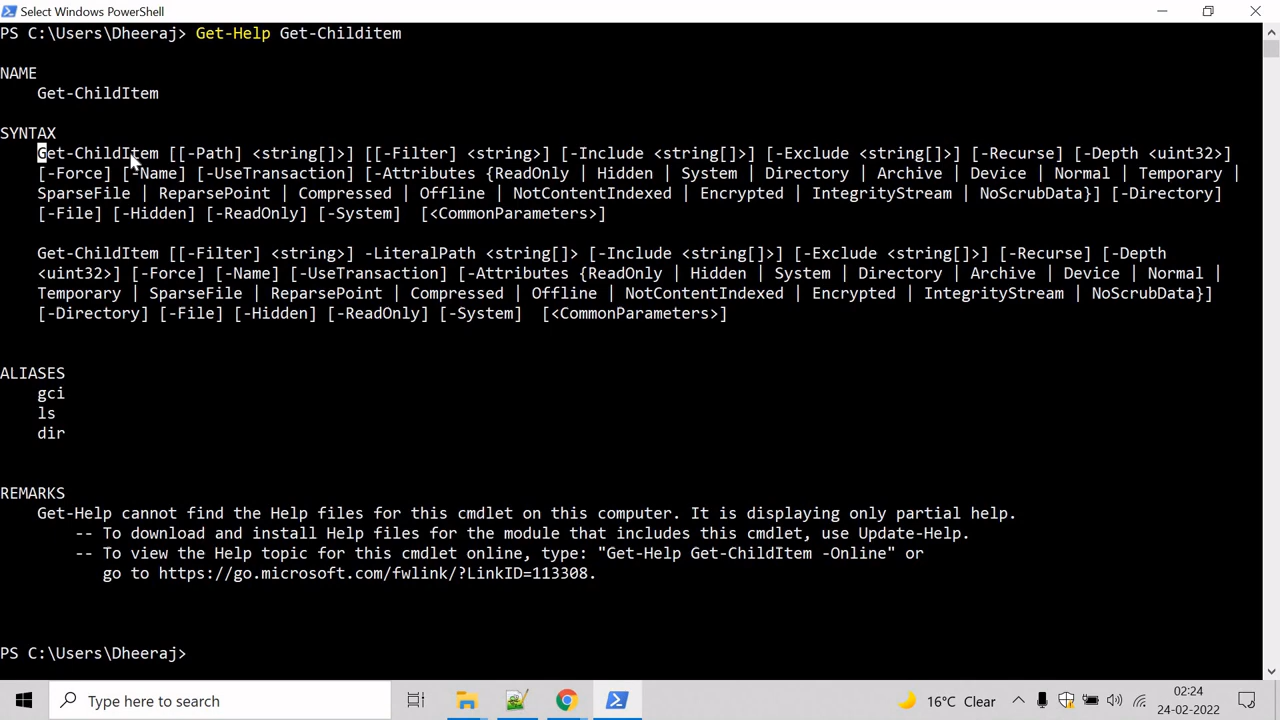 Select Windows PowerShell
PS C:\Users\Dheeraj> Get-Help Get-Childitem
NAME
Get-ChildItem
SYNTAX
Get-ChildItem [[-Path] <string[]>] [[-Filter] <string>] [-Include <string[]>] [-Exclude <string[]>] [-Recurse] [-Depth <uint32>]
[-Force] [-Name] [-UseTransaction] [-Attributes {ReadOnly | Hidden | System | Directory | Archive | Device | Normal | Temporary |
SparseFile | ReparsePoint | Compressed | Offline | NotContentIndexed | Encrypted | IntegrityStream | NoScrubData}] [-Directory]
[-File] [-Hidden] [-ReadOnly] [-System]  [<CommonParameters>]
Get-ChildItem [[-Filter] <string>] -LiteralPath <string[]> [-Include <string[]>] [-Exclude <string[]>] [-Recurse] [-Depth
<uint32>] [-Force] [-Name] [-UseTransaction] [-Attributes {ReadOnly | Hidden | System | Directory | Archive | Device | Normal |
Temporary | SparseFile | ReparsePoint | Compressed | Offline | NotContentIndexed | Encrypted | IntegrityStream | NoScrubData}]
[-Directory] [-File] [-Hidden] [-ReadOnly] [-System]  [<CommonParameters>]
ALIASES
gci
ls
dir
REMARKS
Get-Help cannot find the Help files for this cmdlet on this computer. It is displaying only partial help.
-- To download and install Help files for the module that includes this cmdlet, use Update-Help.
-- To view the Help topic for this cmdlet online, type: "Get-Help Get-ChildItem -Online" or
go to https://go.microsoft.com/fwlink/?LinkID=113308.
PS C:\Users\Dheeraj>
Type here to search
16°C Clear
02:24
24-02-2022